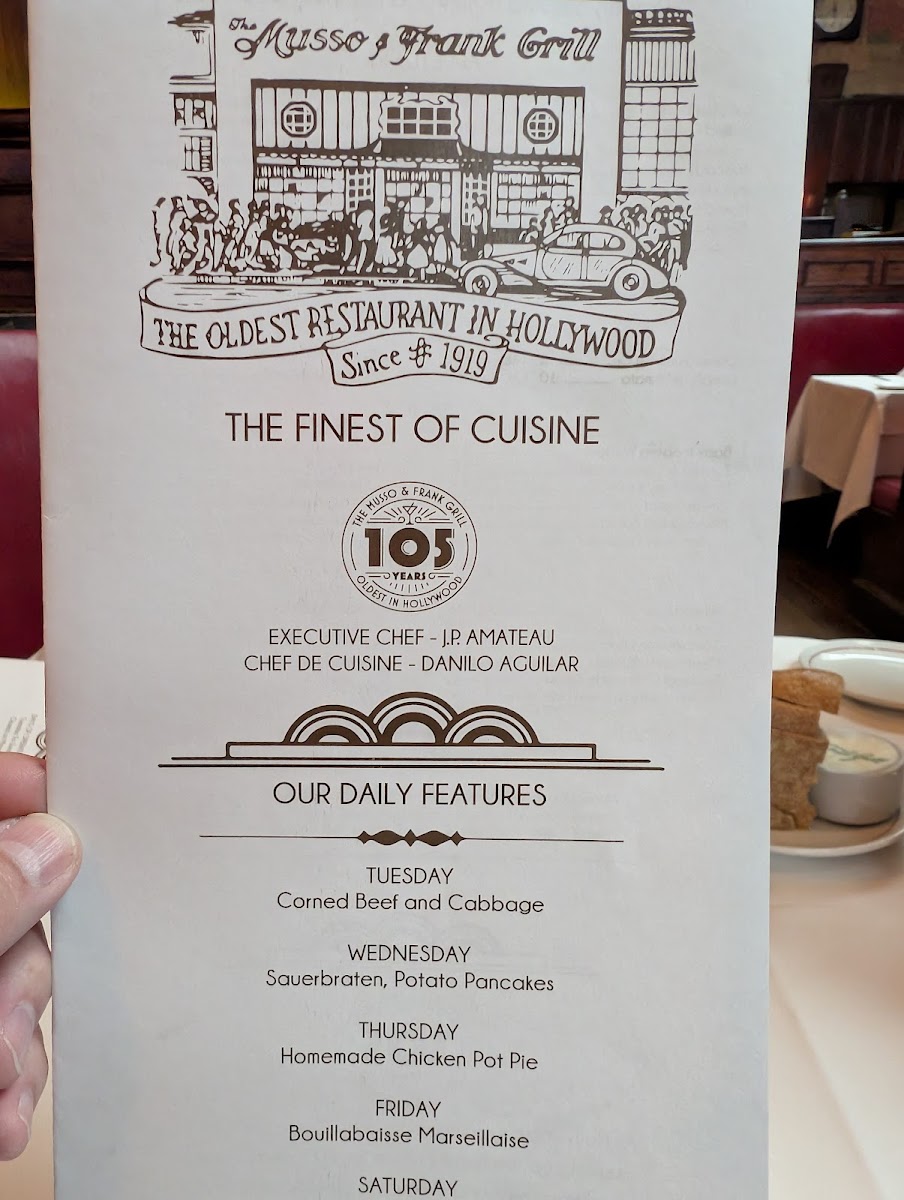 The Musso & Frank Grill
THE OLDEST RESTAURANT IN HOLLYWOOD
Since 1919
THE FINEST OF CUISINE
THE MUSSO & FRANK GRILL
105
YEARS
OLDEST IN HOLLYWOOD
EXECUTIVE CHEF - J.P. AMATEAU
CHEF DE CUISINE - DANILO AGUILAR
OUR DAILY FEATURES
TUESDAY
Corned Beef and Cabbage
WEDNESDAY
Sauerbraten, Potato Pancakes
THURSDAY
Homemade Chicken Pot Pie
FRIDAY
Bouillabaisse Marseillaise
SATURDAY